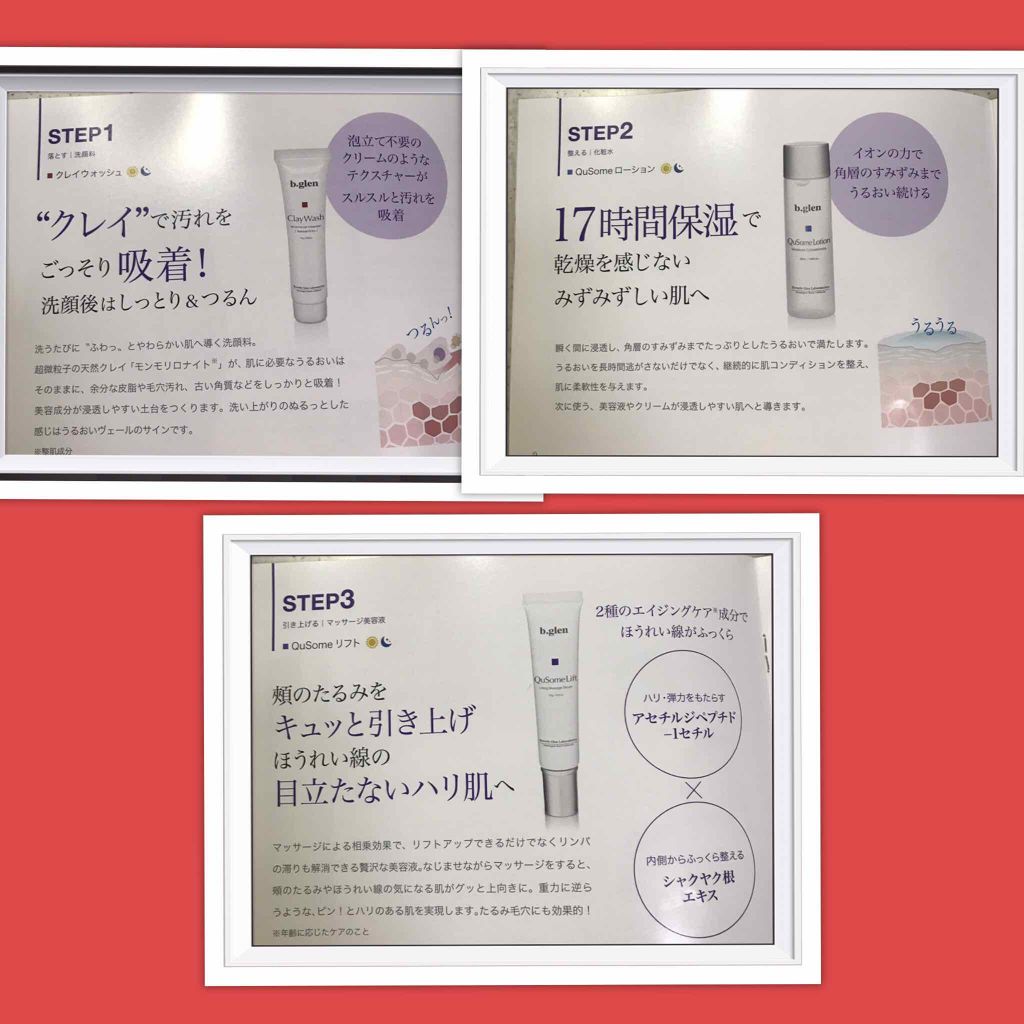 STEP1
落とす｜洗顔料
■クレイウォッシュ
泡立て不要の
クリームのような
テクスチャーが
スルスルと汚れを
吸着
b.glen
ClayWash
“クレイ”で汚れを
ごっそり吸着！
洗顔後はしっとり＆つるん
つるんっ！
洗うたびに〝ふわっ〟とやわらかい肌へ導く洗顔料。
超微粒子の天然クレイ「モンモリロナイト※」が、肌に必要なうるおいは
そのままに、余分な皮脂や毛穴汚れ、古い角質などをしっかりと吸着！
美容成分が浸透しやすい土台をつくります。洗い上がりのぬるっとした
感じはうるおいヴェールのサインです。
※整肌成分
STEP2
整える｜化粧水
■QuSomeローション
イオンの力で
角層のすみずみまで
うるおい続ける
b.glen
QuSomeLotion
17時間保湿で
乾燥を感じない
みずみずしい肌へ
うるうる
瞬く間に浸透し、角層のすみずみまでたっぷりとしたうるおいで満たします。
うるおいを長時間逃がさないだけでなく、継続的に肌コンディションを整え、
肌に柔軟性を与えます。
次に使う、美容液やクリームが浸透しやすい肌へと導きます。
STEP3
引き上げる｜マッサージ美容液
■QuSomeリフト
b.glen
QuSomeLift
2種のエイジングケア※成分で
ほうれい線がふっくら
頬のたるみを
キュッと引き上げ
ほうれい線の
目立たないハリ肌へ
ハリ・弾力をもたらす
アセチルジペプチド
−1セチル
×
内側からふっくら整える
シャクヤク根
エキス
マッサージによる相乗効果で、リフトアップできるだけでなくリンパ
の滞りも解消できる贅沢な美容液。なじませながらマッサージをすると、
頬のたるみやほうれい線の気になる肌がグッと上向きに。重力に逆ら
うような、ピン！とハリのある肌を実現します。たるみ毛穴にも効果的！
※年齢に応じたケアのこと